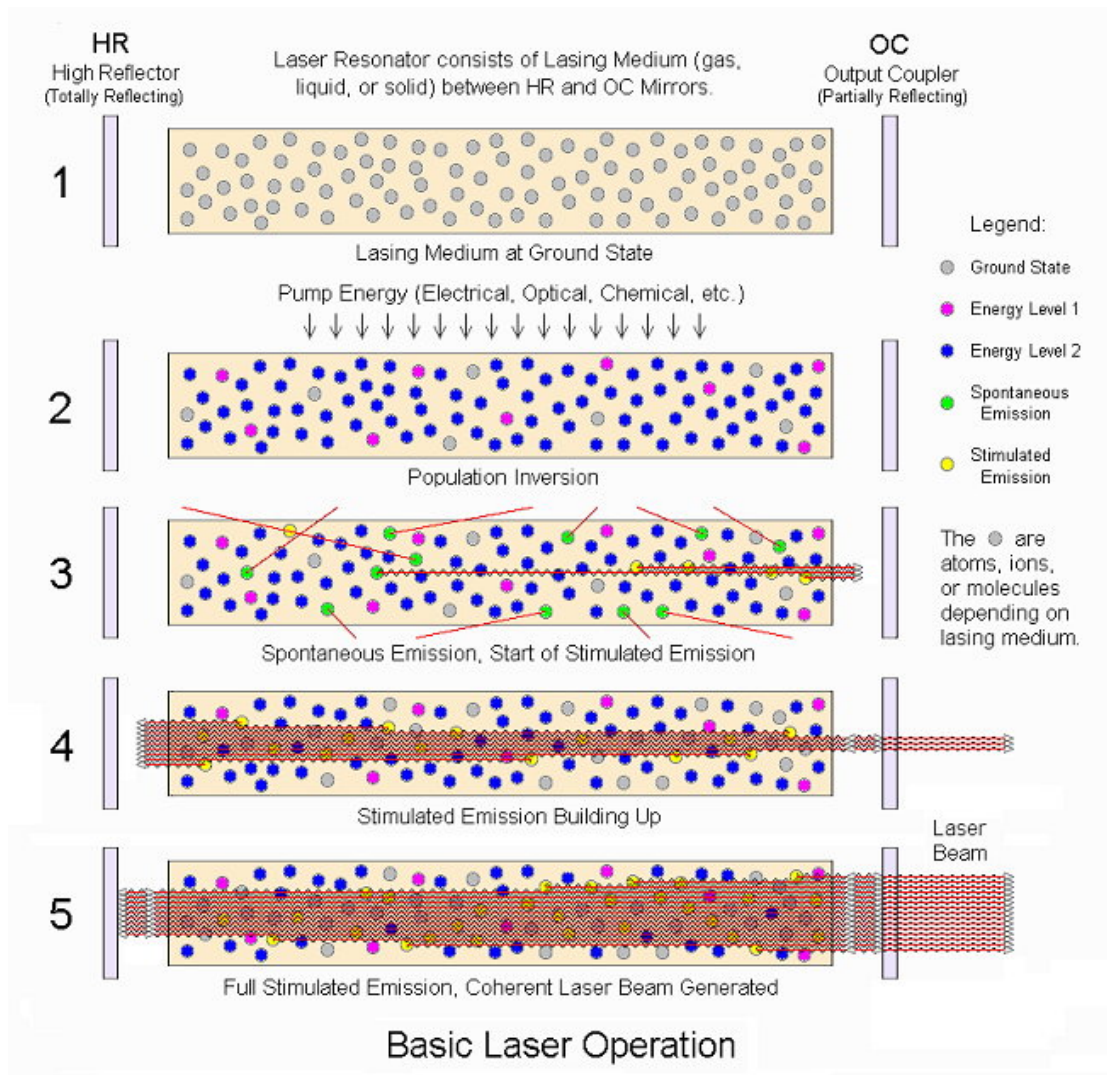 HR
High Reflector
(Totally Reflecting)
Laser Resonator consists of Lasing Medium (gas,
liquid, or solid) between HR and OC Mirrors.
OC
Output Coupler
(Partially Reflecting)
1
Lasing Medium at Ground State
Pump Energy (Electrical, Optical, Chemical, etc.)
2
Population Inversion
3
Spontaneous Emission, Start of Stimulated Emission
4
Stimulated Emission Building Up
5
Full Stimulated Emission, Coherent Laser Beam Generated
Legend:
Ground State
Energy Level 1
Energy Level 2
Spontaneous
Emission
Stimulated
Emission
The are
atoms, ions,
or molecules
depending on
lasing medium.
Laser
Beam
Basic Laser Operation